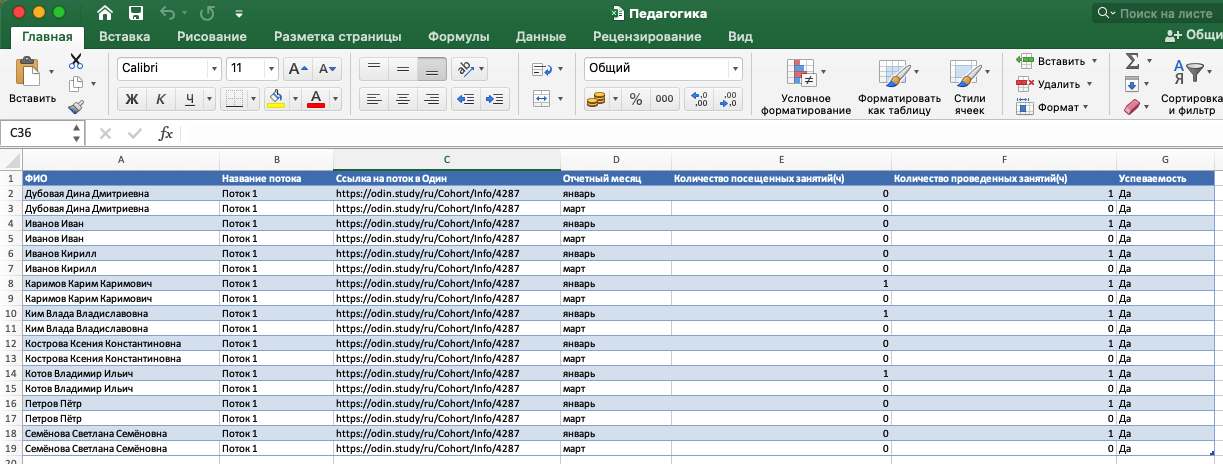 Педагогика
Поиск на листе
Главная Вставка Рисование Разметка страницы Формулы Данные Рецензирование Вид
Вставить
Calibri 11
Ж К Ч
Общий
% 000
Условное форматирование
Форматировать как таблицу
Стили ячеек
Вставить
Удалить
Формат
Сортировка и фильтр
C36 fx
A B C D E F G
1 ФИО Название потока Ссылка на поток в Один Отчетный месяц Количество посещенных занятий(ч) Количество проведенных занятий(ч) Успеваемость
2 Дубовая Дина Дмитриевна Поток 1 https://odin.study/ru/Cohort/Info/4287 январь 0 1 Да
3 Дубовая Дина Дмитриевна Поток 1 https://odin.study/ru/Cohort/Info/4287 март 0 0 Да
4 Иванов Иван Поток 1 https://odin.study/ru/Cohort/Info/4287 январь 0 1 Да
5 Иванов Иван Поток 1 https://odin.study/ru/Cohort/Info/4287 март 0 0 Да
6 Иванов Кирилл Поток 1 https://odin.study/ru/Cohort/Info/4287 январь 0 1 Да
7 Иванов Кирилл Поток 1 https://odin.study/ru/Cohort/Info/4287 март 0 0 Да
8 Каримов Карим Каримович Поток 1 https://odin.study/ru/Cohort/Info/4287 январь 1 1 Да
9 Каримов Карим Каримович Поток 1 https://odin.study/ru/Cohort/Info/4287 март 0 0 Да
10 Ким Влада Владиславовна Поток 1 https://odin.study/ru/Cohort/Info/4287 январь 1 1 Да
11 Ким Влада Владиславовна Поток 1 https://odin.study/ru/Cohort/Info/4287 март 0 0 Да
12 Кострова Ксения Константиновна Поток 1 https://odin.study/ru/Cohort/Info/4287 январь 0 1 Да
13 Кострова Ксения Константиновна Поток 1 https://odin.study/ru/Cohort/Info/4287 март 0 0 Да
14 Котов Владимир Ильич Поток 1 https://odin.study/ru/Cohort/Info/4287 январь 1 1 Да
15 Котов Владимир Ильич Поток 1 https://odin.study/ru/Cohort/Info/4287 март 0 0 Да
16 Петров Пётр Поток 1 https://odin.study/ru/Cohort/Info/4287 январь 0 1 Да
17 Петров Пётр Поток 1 https://odin.study/ru/Cohort/Info/4287 март 0 0 Да
18 Семёнова Светлана Семёновна Поток 1 https://odin.study/ru/Cohort/Info/4287 январь 0 1 Да
19 Семёнова Светлана Семёновна Поток 1 https://odin.study/ru/Cohort/Info/4287 март 0 0 Да